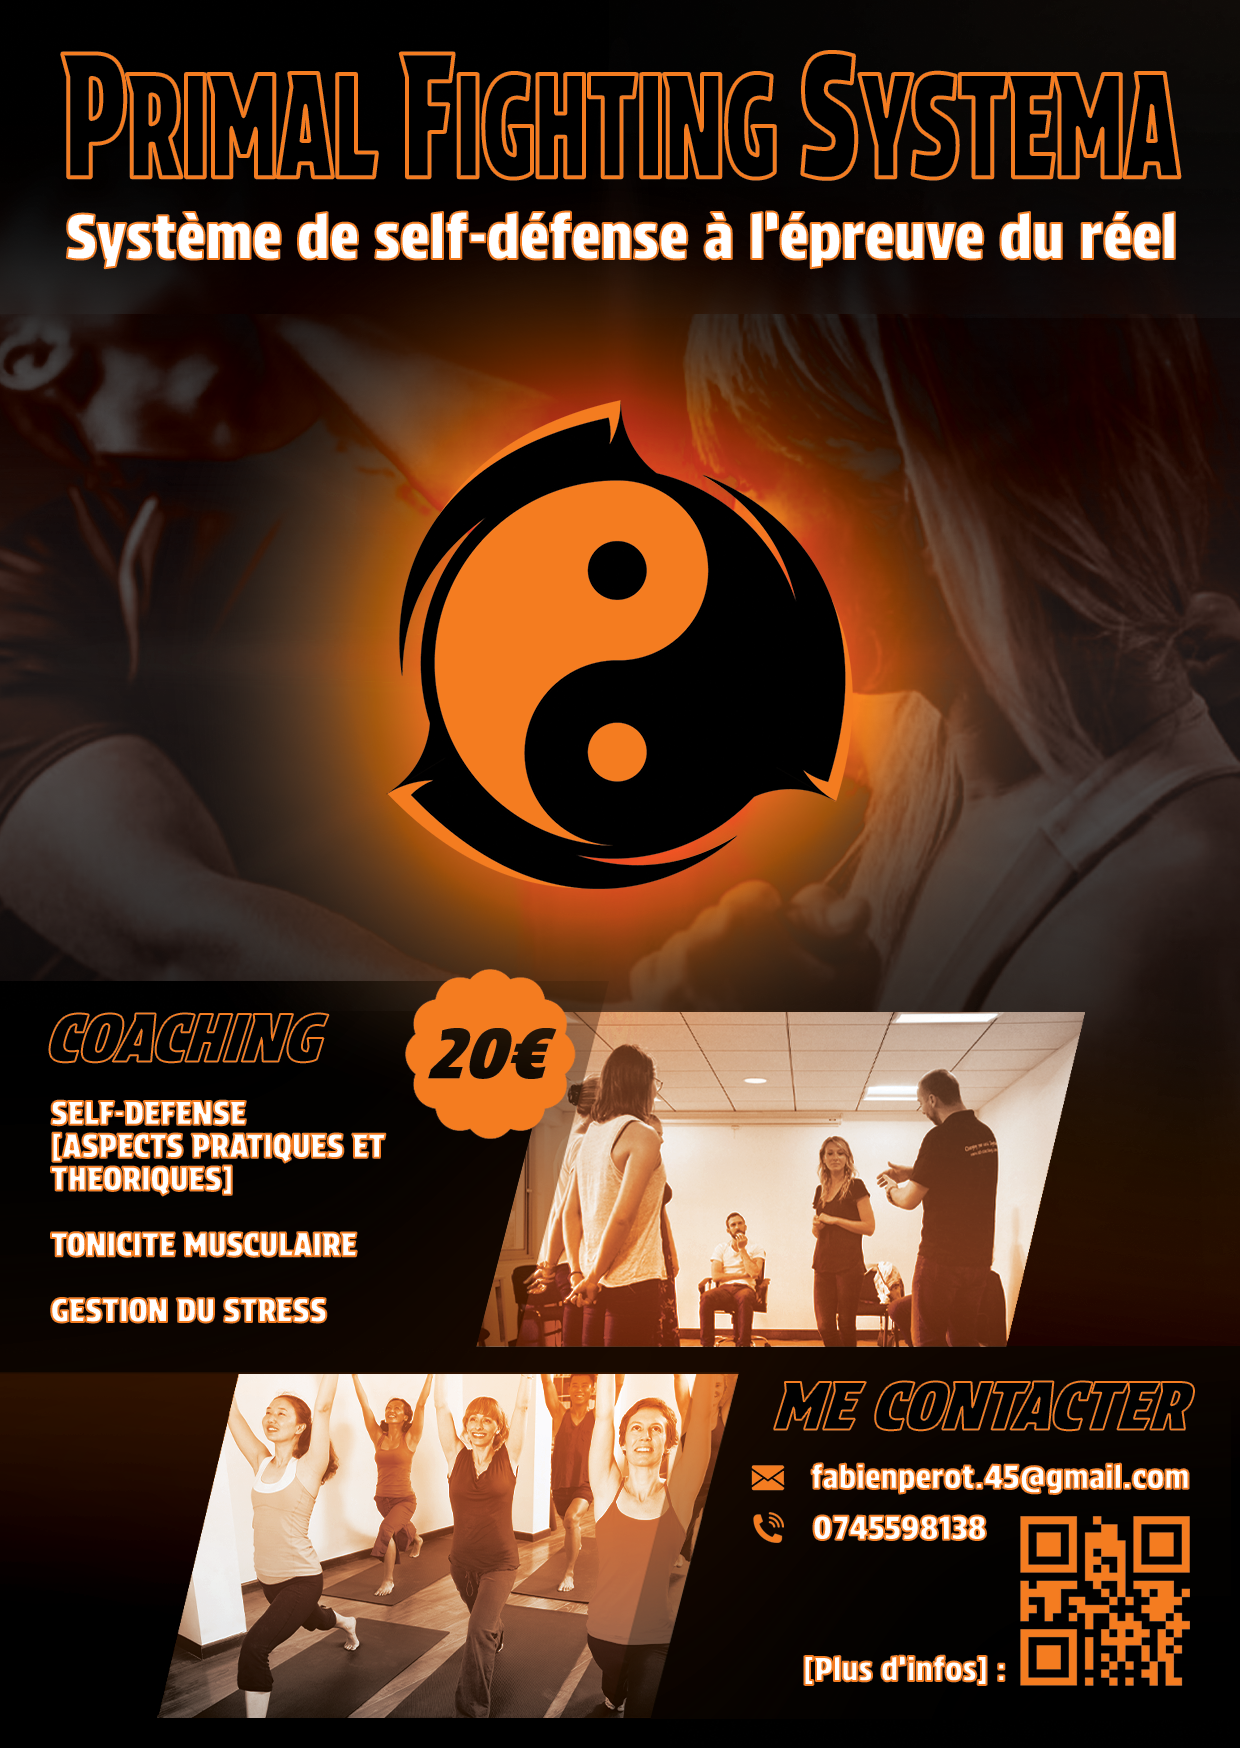 PRIMAL FIGHTING SYSTEMA
Système de self-défense à l'épreuve du réel
COACHING
20€
SELF-DEFENSE
[ASPECTS PRATIQUES ET
THEORIQUES]
TONICITE MUSCULAIRE
GESTION DU STRESS
ME CONTACTER
fabienperot.45@gmail.com
0745598138
[Plus d'infos] :